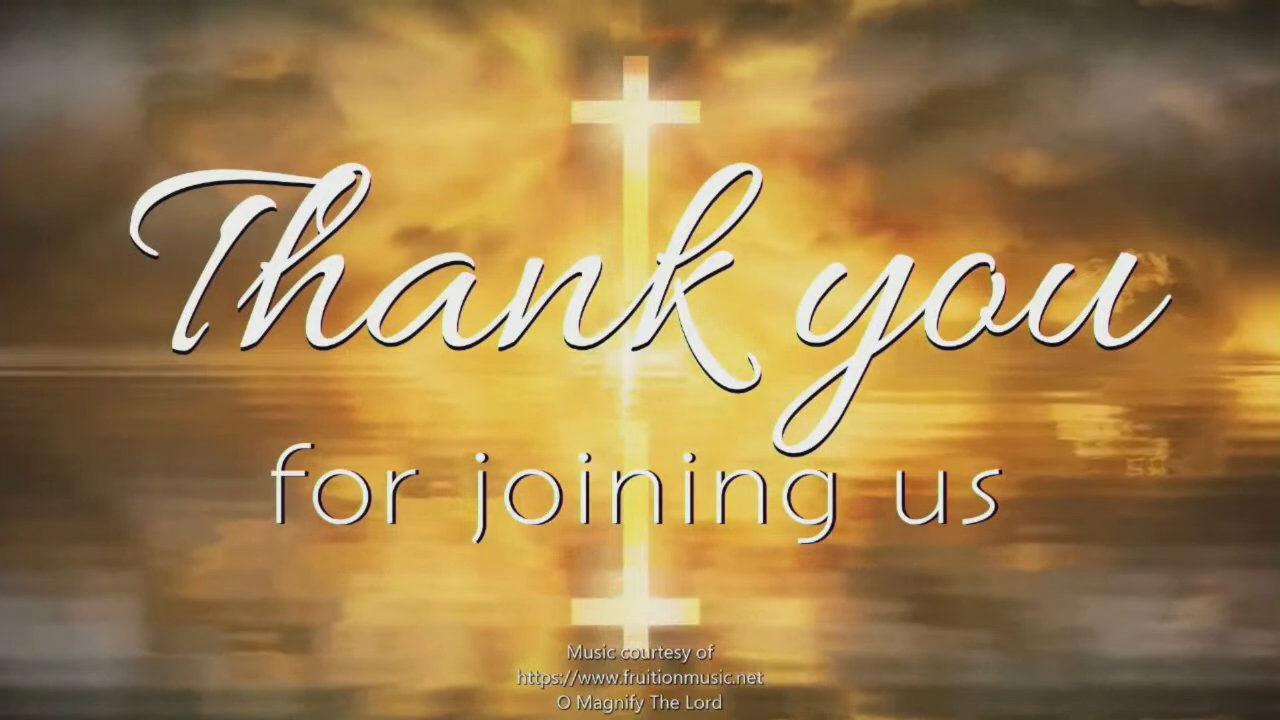 Thank you
for joining us
Music courtesy of
https://www.fruitionmusic.net
O Magnify The Lord